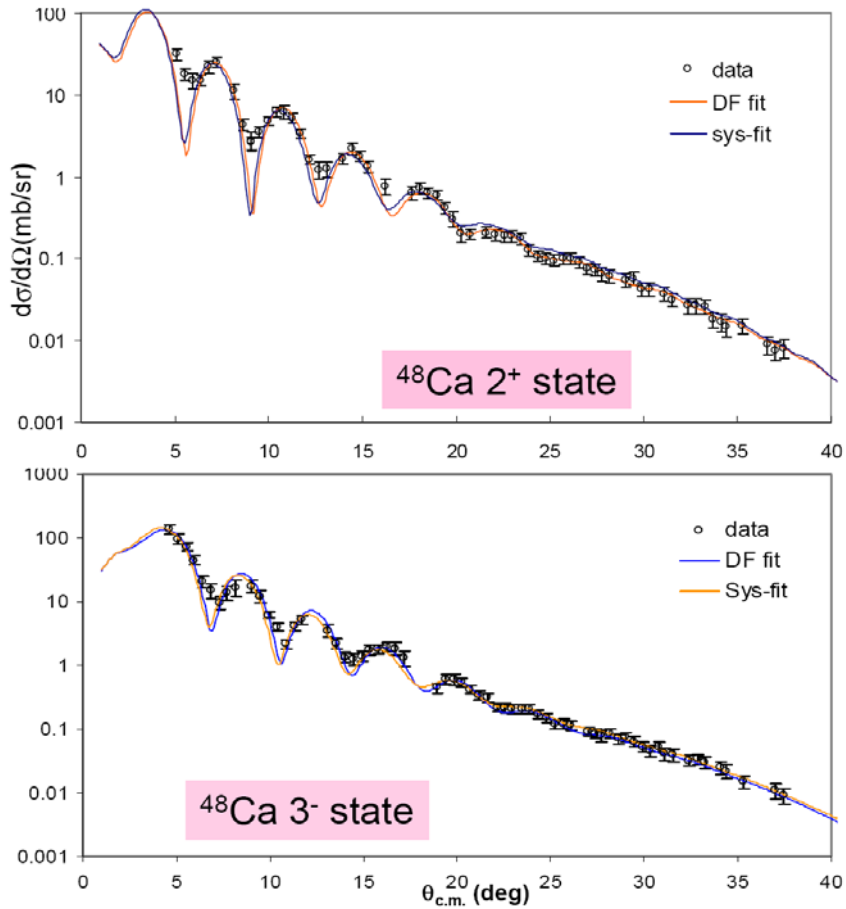 100
10
1
0.1
0.01
0.001
dσ/dΩ(mb/sr)
data
DF fit
sys-fit
⁴⁸Ca 2⁺ state
0 5 10 15 20 25 30 35 40
1000
100
10
1
0.1
0.01
0.001
data
DF fit
Sys-fit
⁴⁸Ca 3⁻ state
0 5 10 15 20 25 30 35 40
θc.m. (deg)